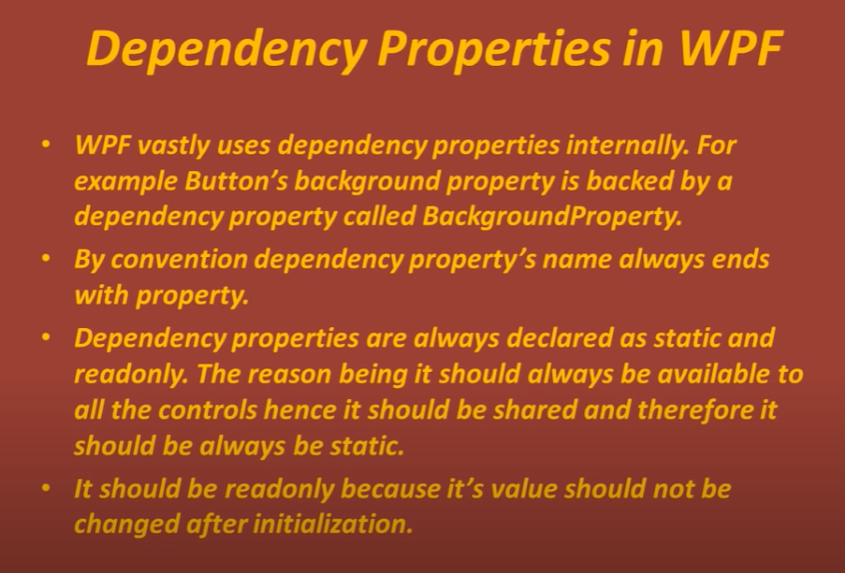 Dependency Properties in WPF
• WPF vastly uses dependency properties internally. For
example Button’s background property is backed by a
dependency property called BackgroundProperty.
• By convention dependency property’s name always ends
with property.
• Dependency properties are always declared as static and
readonly. The reason being it should always be available to
all the controls hence it should be shared and therefore it
should be always be static.
• It should be readonly because it’s value should not be
changed after initialization.